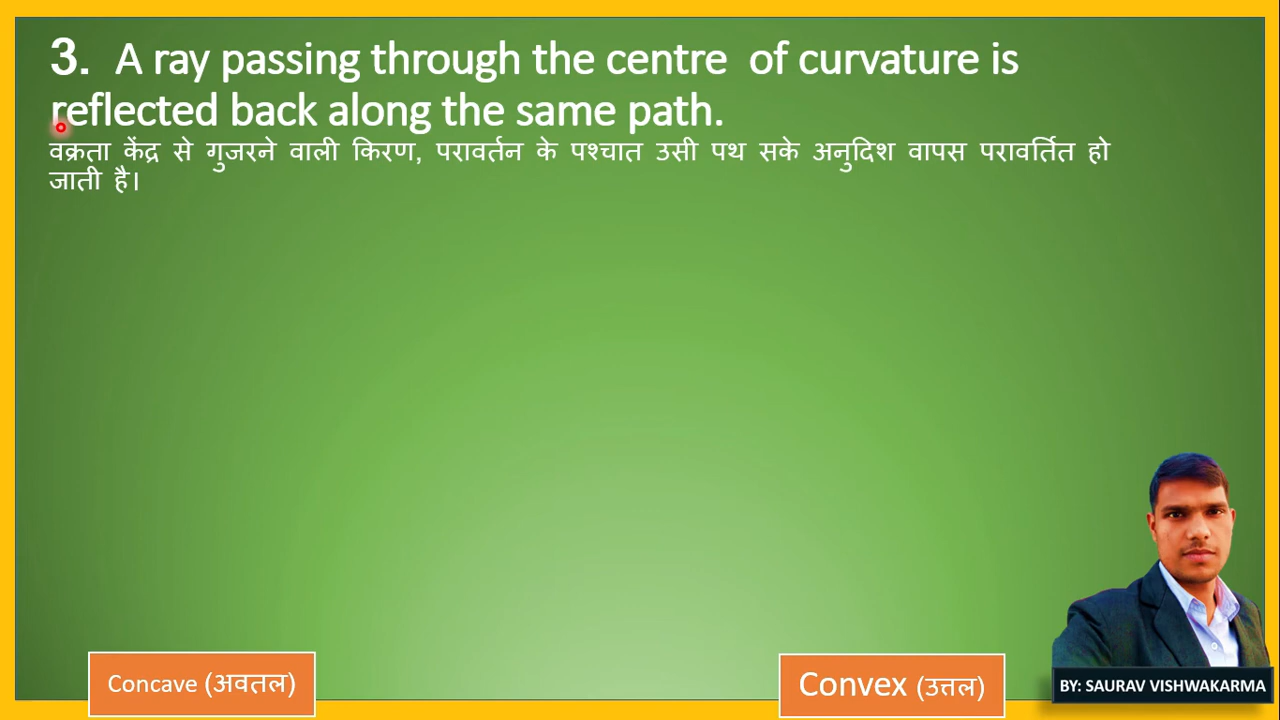 3. A ray passing through the centre of curvature is
reflected back along the same path.
वक्रता केंद्र से गुजरने वाली किरण, परावर्तन के पश्चात उसी पथ सके अनुदिश वापस परावर्तित हो
जाती है।
Concave (अवतल)
Convex (उत्तल)
BY: SAURAV VISHWAKARMA